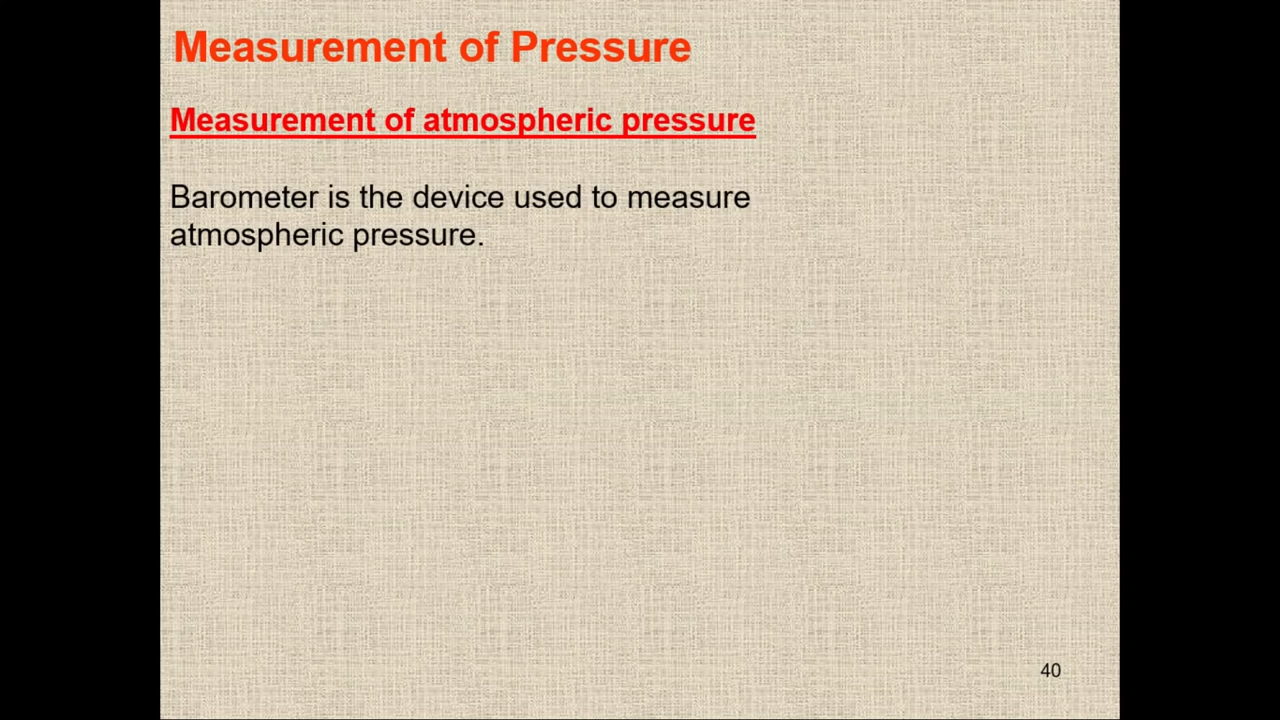 Measurement of Pressure
Measurement of atmospheric pressure
Barometer is the device used to measure
atmospheric pressure.
40